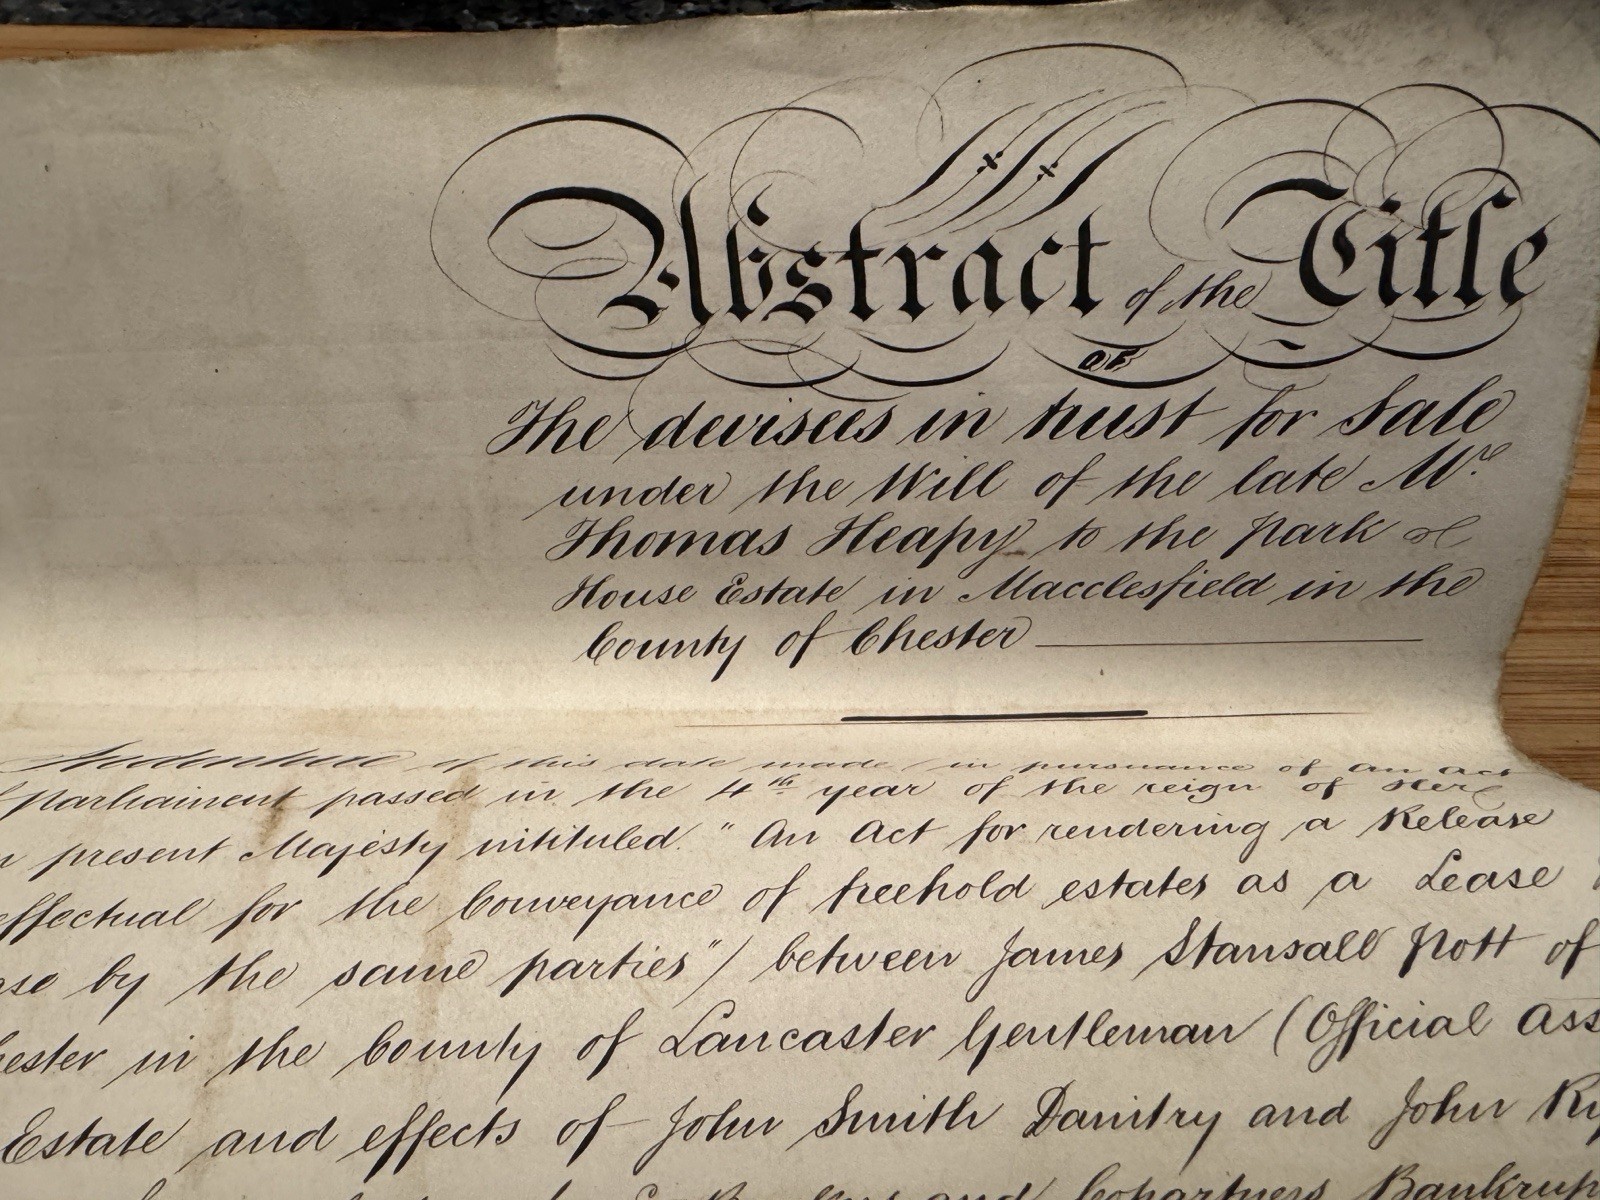 Abstract of the Title
of
The devisees in trust for Sale
under the Will of the late Mr.
Thomas Heapy to the Park
House Estate in Macclesfield in the
County of Chester
Indenture of this date made in pursuance of an Act
Parliament passed in the 4th year of the reign of Her
present Majesty intituled "An Act for rendering a Release
effectual for the Conveyance of freehold estates as a Lease
by the same parties") between James Stansall Pott of
in the County of Lancaster Gentleman (Official
Estate and effects of John Smith Daintry and John
and Copartners